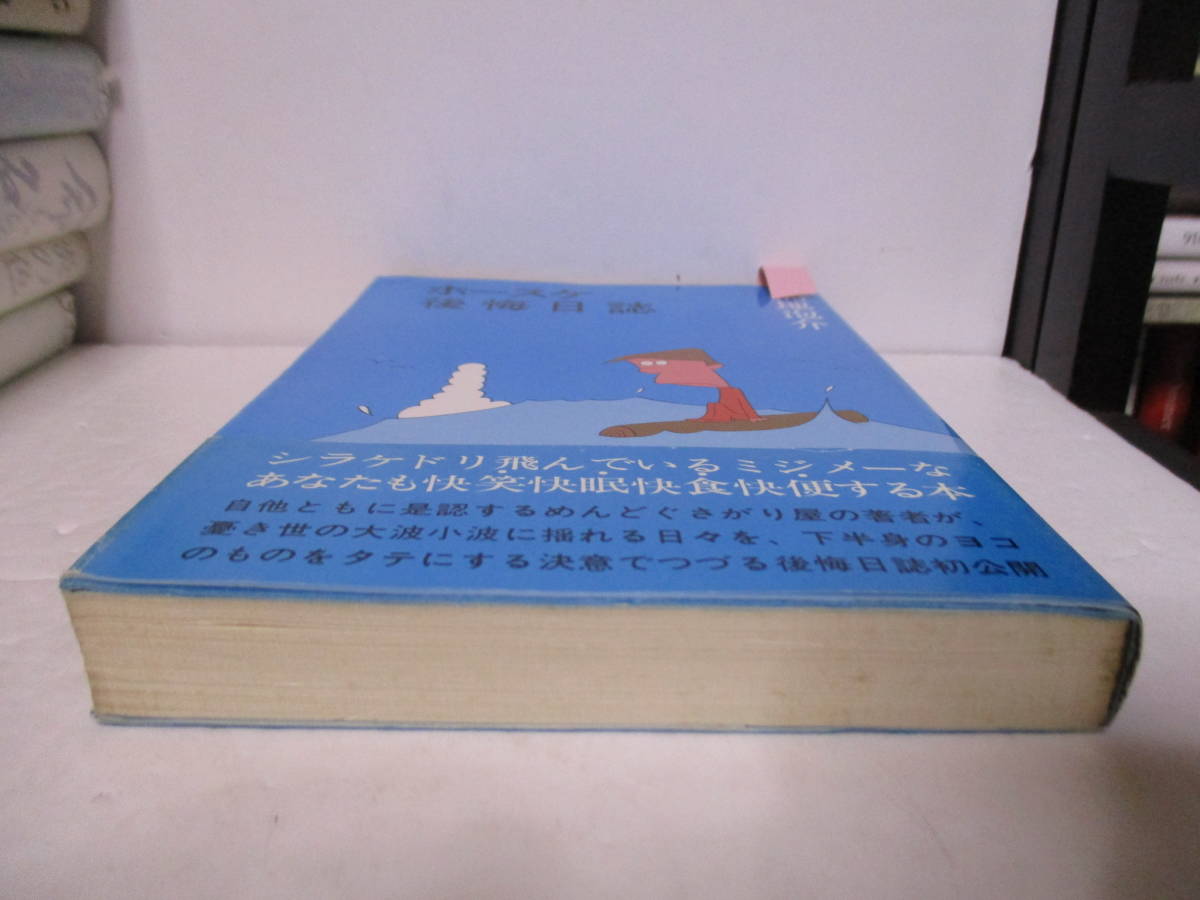 ホースケ
後悔日誌
シラケドリ飛んでいるミジメーな
あなたも快笑快眠快食快便する本
自他ともに是認するめんどぐさがり屋の著者が、
憂き世の大波小波に揺れる日々を、下半身のヨコ
のものをタテにする決意でつづる後悔日誌初公開